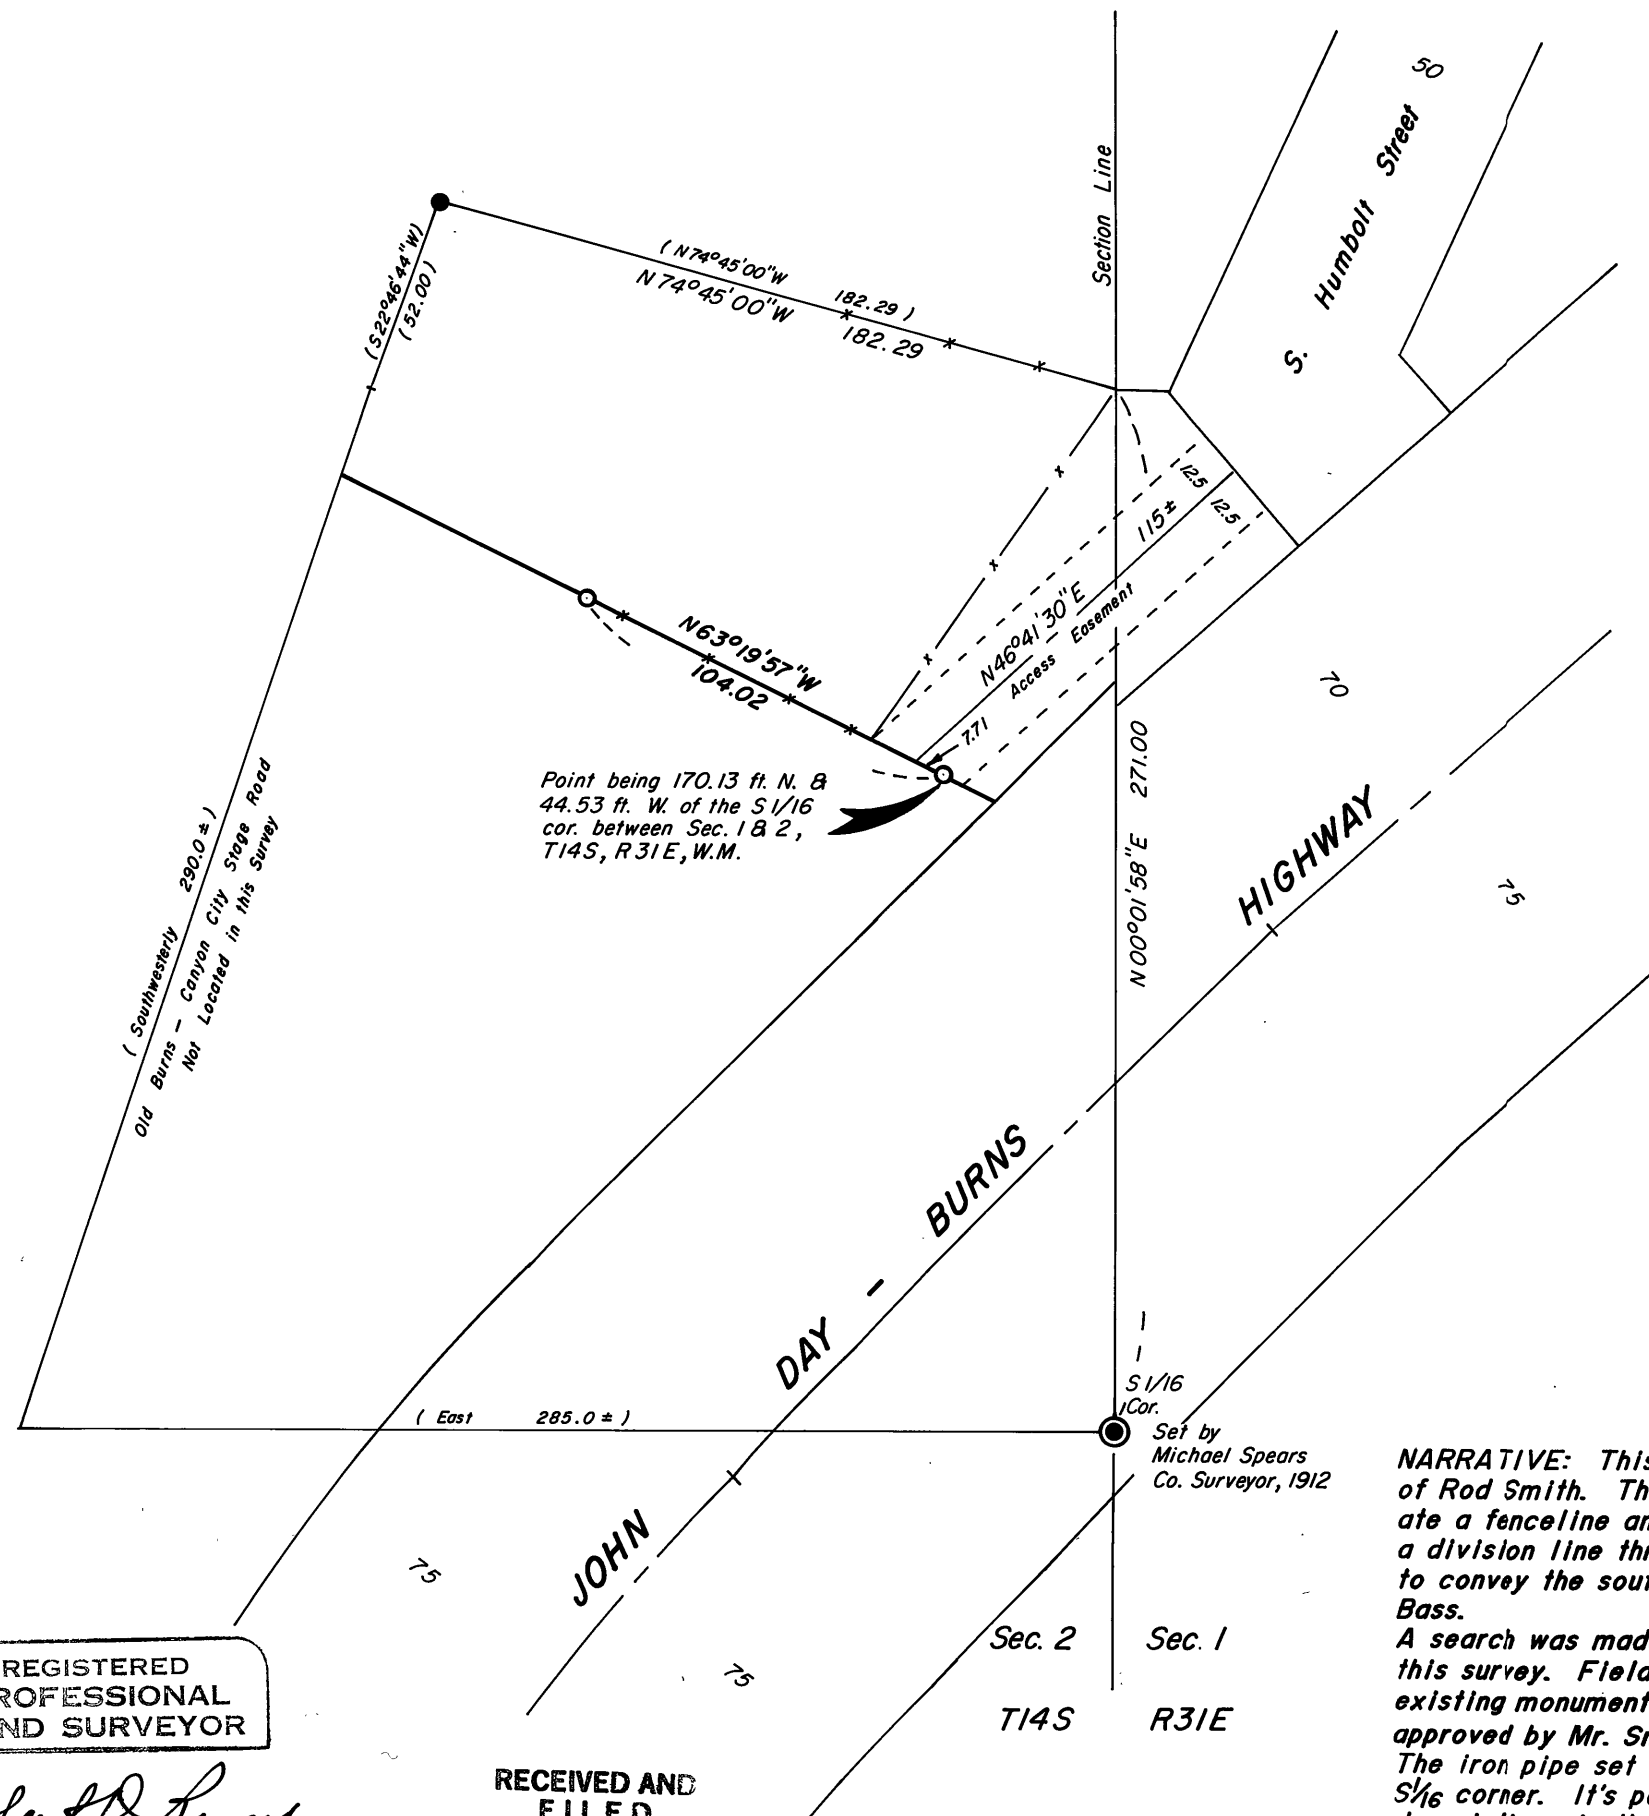 50
S. Humbolt Street
Section Line
( N74°45'00"W 182.29 )
N74°45'00"W 182.29
(S22°46'44"W)
(52.00)
12.5
12.5
115±
N46°41'30"E
Access Easement
N63°19'57"W
104.02
7.71
70
Point being 170.13 ft. N. &
44.53 ft. W. of the S1/16
cor. between Sec. 1 & 2,
T14S, R31E, W.M.
N00°01'58"E 271.00
( Southwesterly 290.0± )
Old Burns - Canyon City Stage Road
Not Located in this Survey
75
JOHN DAY - BURNS HIGHWAY
( East 285.0± )
S1/16
Cor.
Set by
Michael Spears
Co. Surveyor, 1912
75
75
Sec. 2 Sec. 1
T14S R31E
NARRATIVE: This
of Rod Smith. Th
ate a fenceline an
a division line thr
to convey the sout
Bass.
A search was mad
this survey. Field
existing monument
approved by Mr. Sm
The iron pipe set
S1/16 corner. It's p
REGISTERED
ROFESSIONAL
ND SURVEYOR
RECEIVED AND
FILED